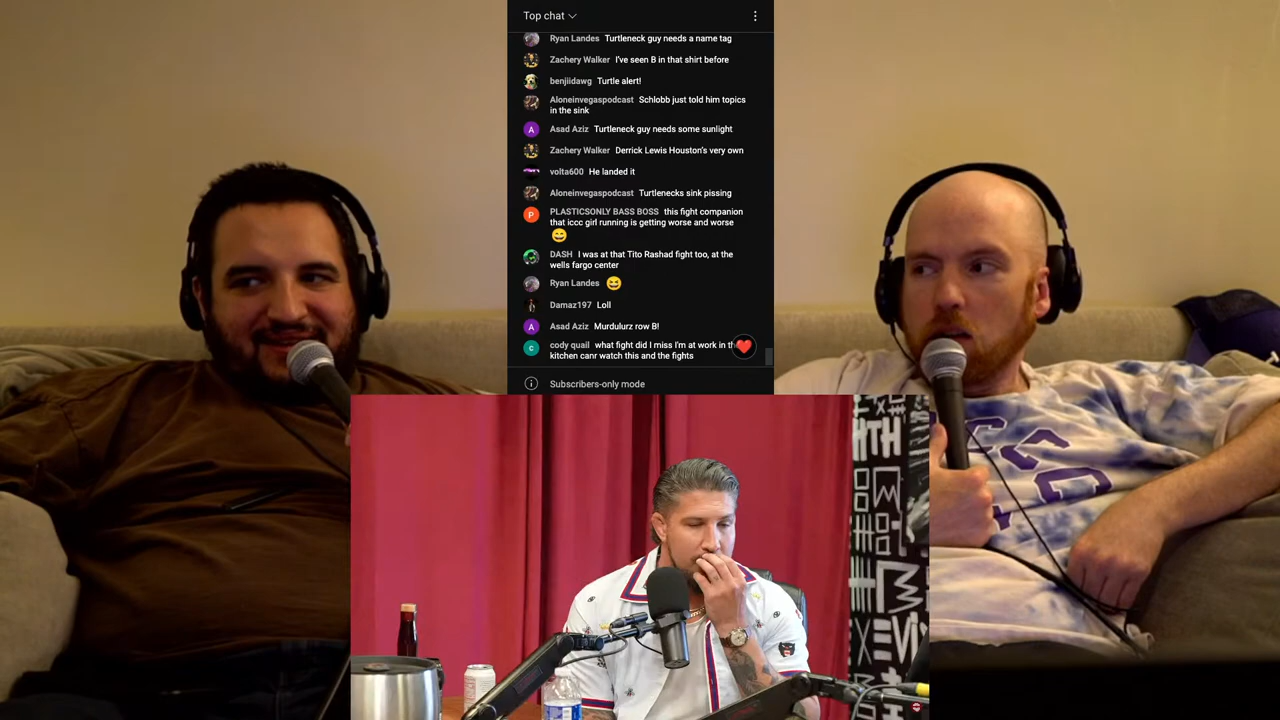 Top chat
Ryan Landes Turtleneck guy needs a name tag
Zachery Walker I've seen B in that shirt before
benjiidawg Turtle alert!
Aloneinvegaspodcast Schlobb just told him topics
in the sink
A Asad Aziz Turtleneck guy needs some sunlight
Zachery Walker Derrick Lewis Houston's very own
volta600 He landed it
Aloneinvegaspodcast Turtlenecks sink pissing
P PLASTICSONLY BASS BOSS this fight companion
that iccc girl running is getting worse and worse
😄
DASH I was at that Tito Rashad fight too, at the
wells fargo center
Ryan Landes 😆
Damaz197 Loll
A Asad Aziz Murdulurz row B!
c cody quail what fight did I miss I'm at work in
kitchen canr watch this and the fights
Subscribers-only mode